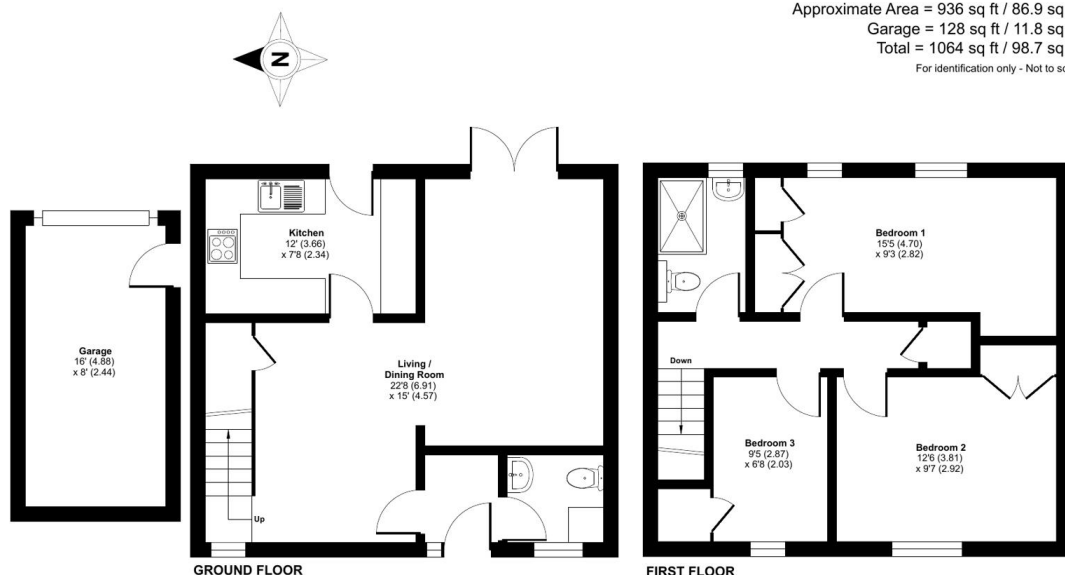 Approximate Area = 936 sq ft / 86.9 sq
Garage = 128 sq ft / 11.8 sq
Total = 1064 sq ft / 98.7 sq
For identification only - Not to sc
N
Kitchen
12' (3.66)
x 7'8 (2.34)
Garage
16' (4.88)
x 8' (2.44)
Living /
Dining Room
22'8 (6.91)
x 15' (4.57)
Up
GROUND FLOOR
Bedroom 1
15'5 (4.70)
x 9'3 (2.82)
Down
Bedroom 3
9'5 (2.87)
x 6'8 (2.03)
Bedroom 2
12'6 (3.81)
x 9'7 (2.92)
FIRST FLOOR